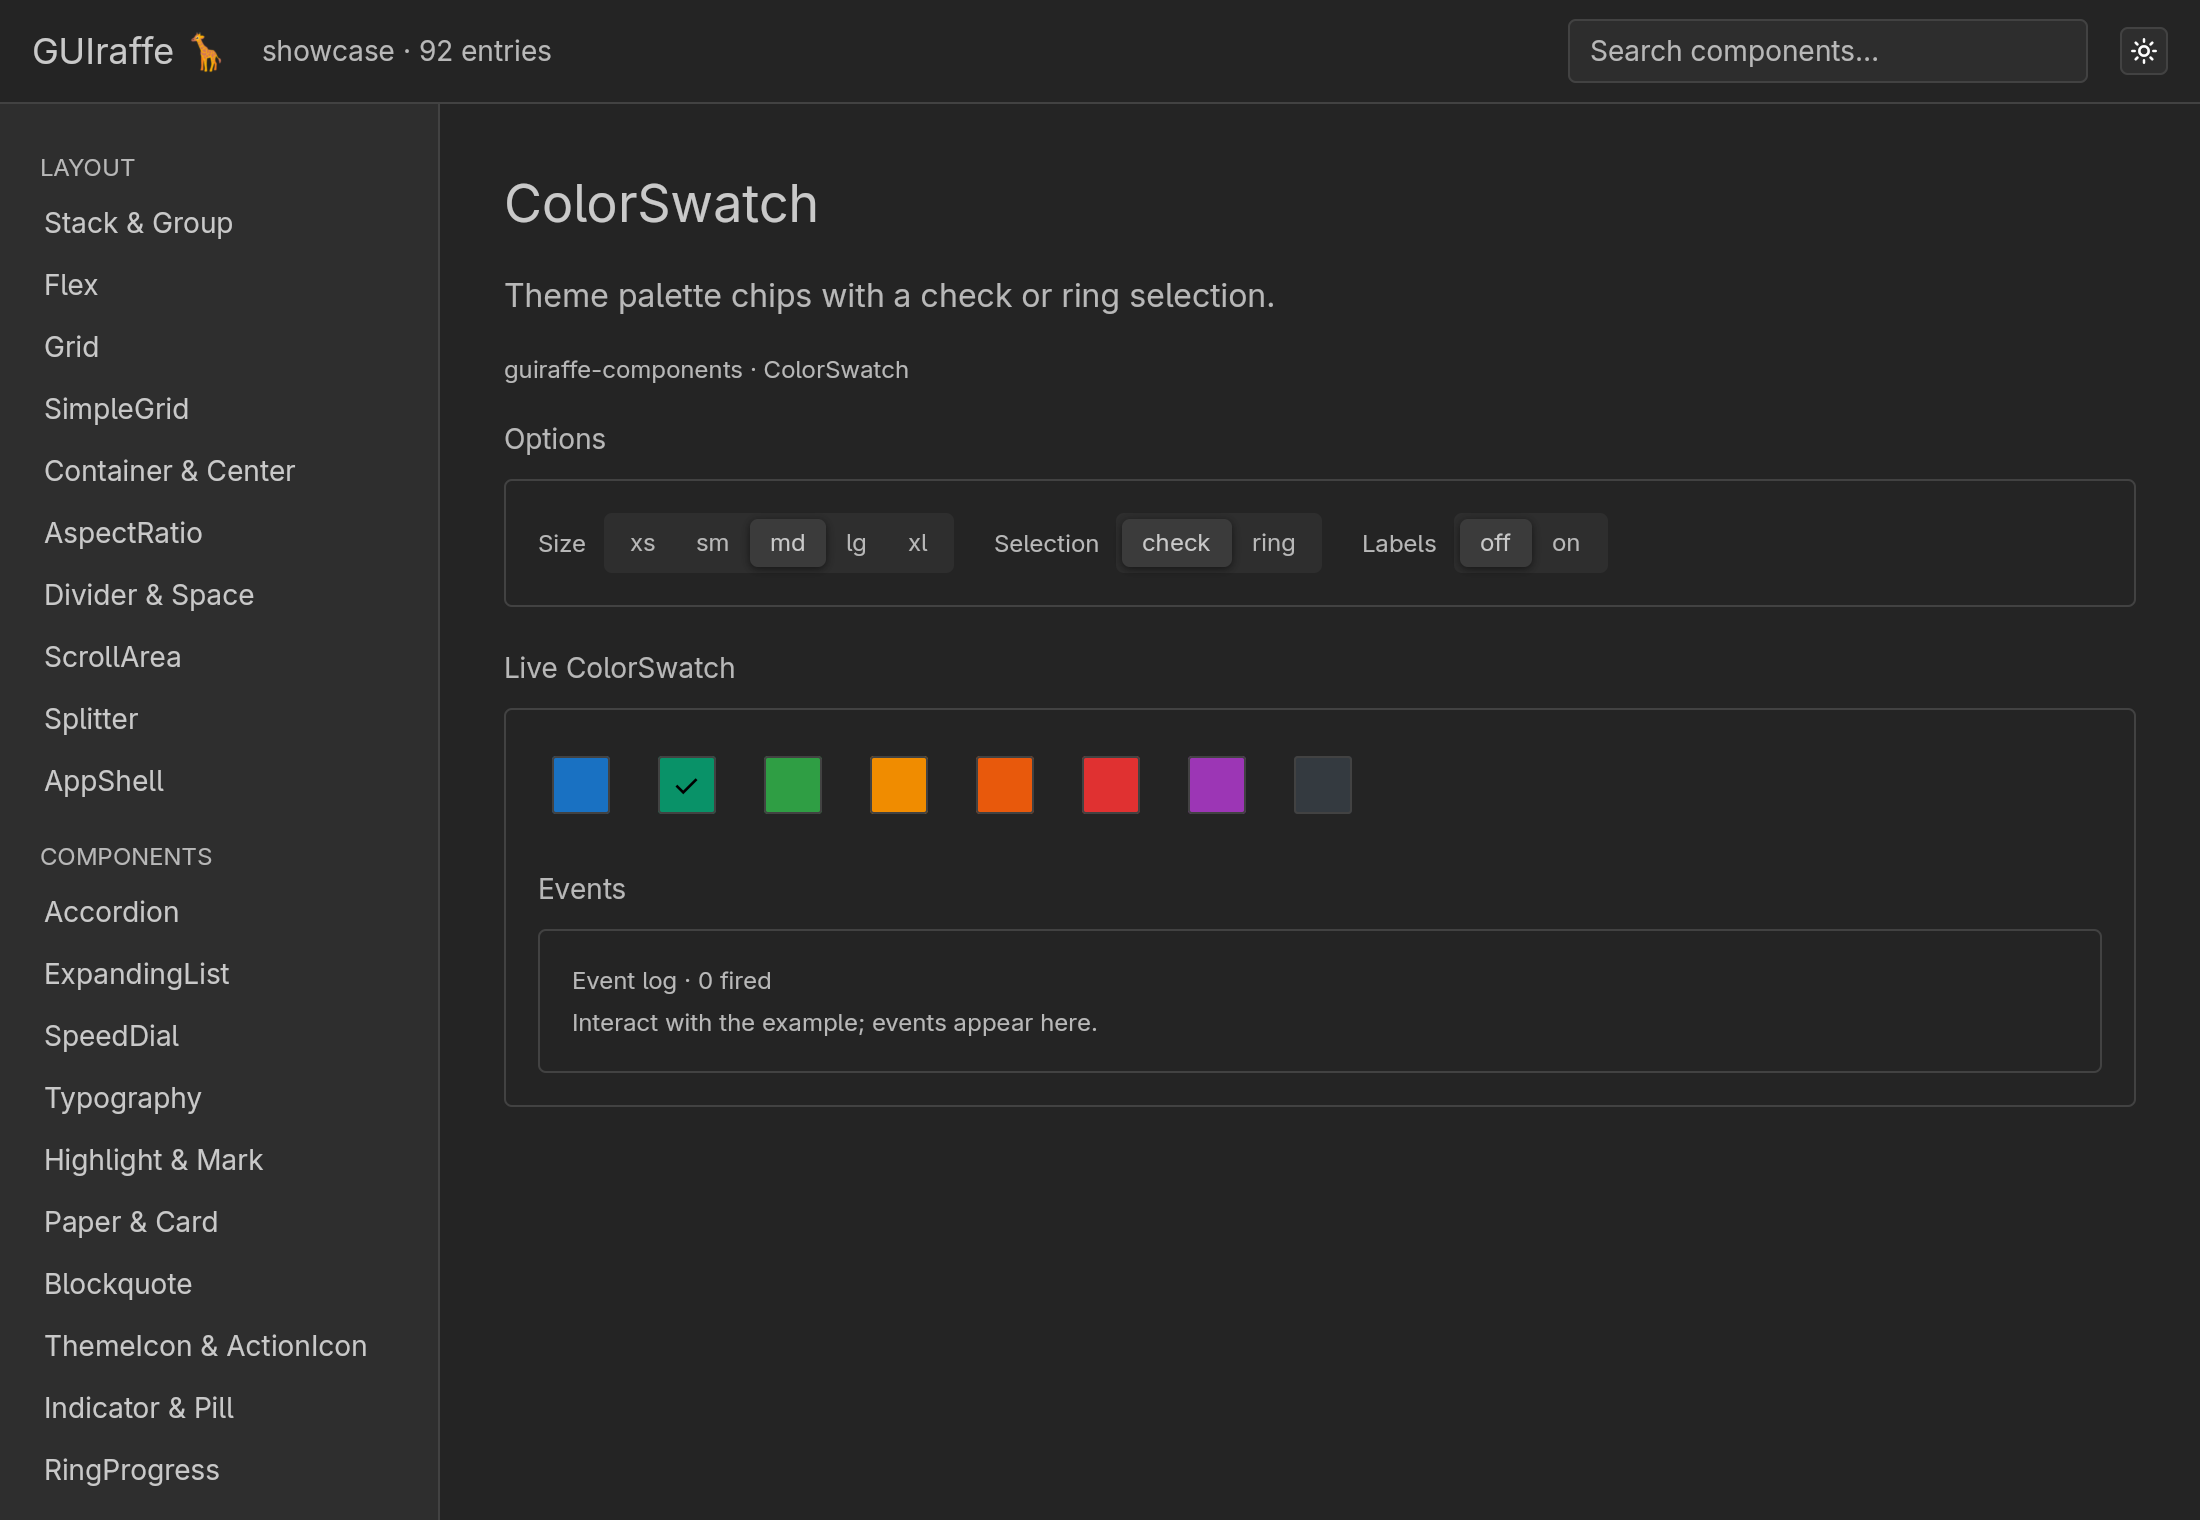 GUIraffe 🦒 showcase · 92 entries Search components...
LAYOUT
Stack & Group
Flex
Grid
SimpleGrid
Container & Center
AspectRatio
Divider & Space
ScrollArea
Splitter
AppShell
COMPONENTS
Accordion
ExpandingList
SpeedDial
Typography
Highlight & Mark
Paper & Card
Blockquote
ThemeIcon & ActionIcon
Indicator & Pill
RingProgress
ColorSwatch
Theme palette chips with a check or ring selection.
guiraffe-components · ColorSwatch
Options
Size xs sm md lg xl Selection check ring Labels off on
Live ColorSwatch
Events
Event log · 0 fired
Interact with the example; events appear here.